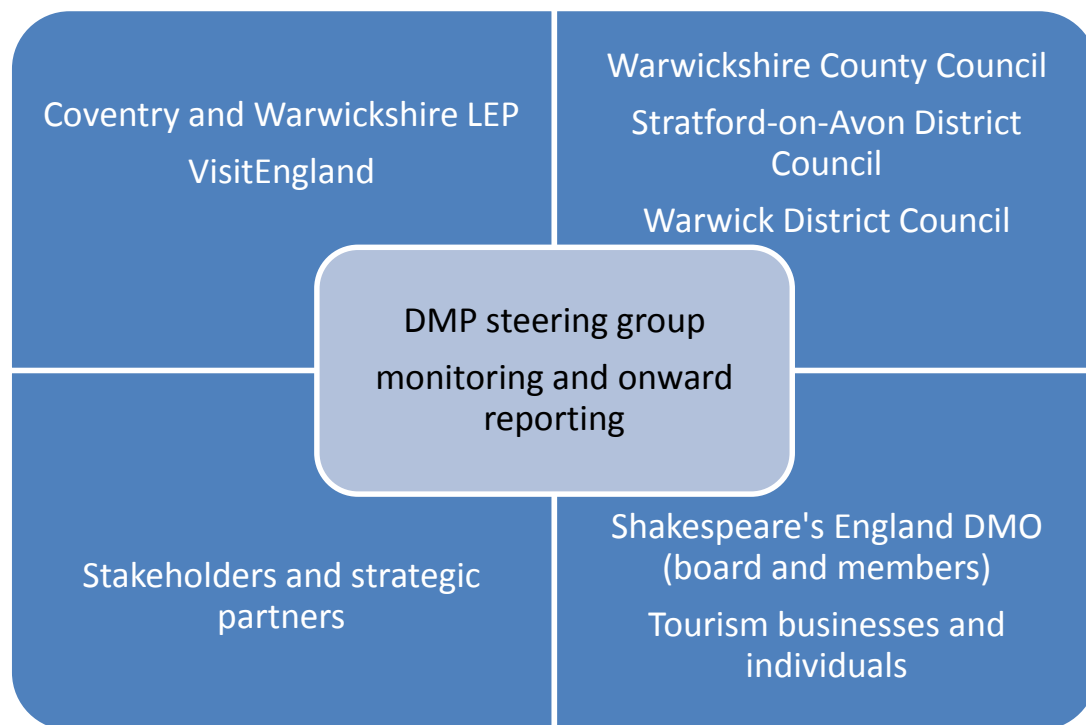 Coventry and Warwickshire LEP
VisitEngland
Warwickshire County Council
Stratford-on-Avon District
Council
Warwick District Council
DMP steering group
monitoring and onward
reporting
Stakeholders and strategic
partners
Shakespeare's England DMO
(board and members)
Tourism businesses and
individuals